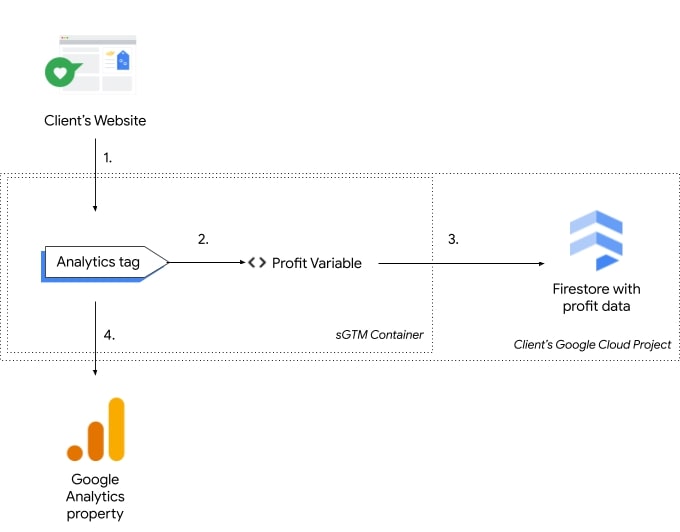 Client's Website
1.
2.
3.
Analytics tag
Profit Variable
Firestore with
profit data
4.
sGTM Container
Client's Google Cloud Project
Google
Analytics
property